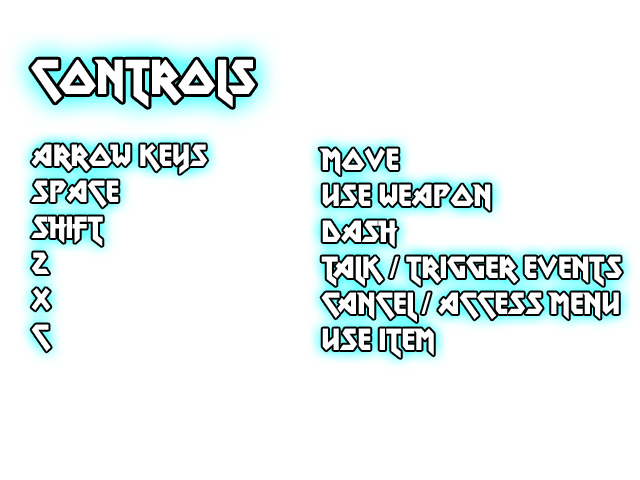 CONTROLS
ARROW KEYS MOVE
SPACE USE WEAPON
SHIFT DASH
Z TALK / TRIGGER EVENTS
X CANCEL / ACCESS MENU
C USE ITEM